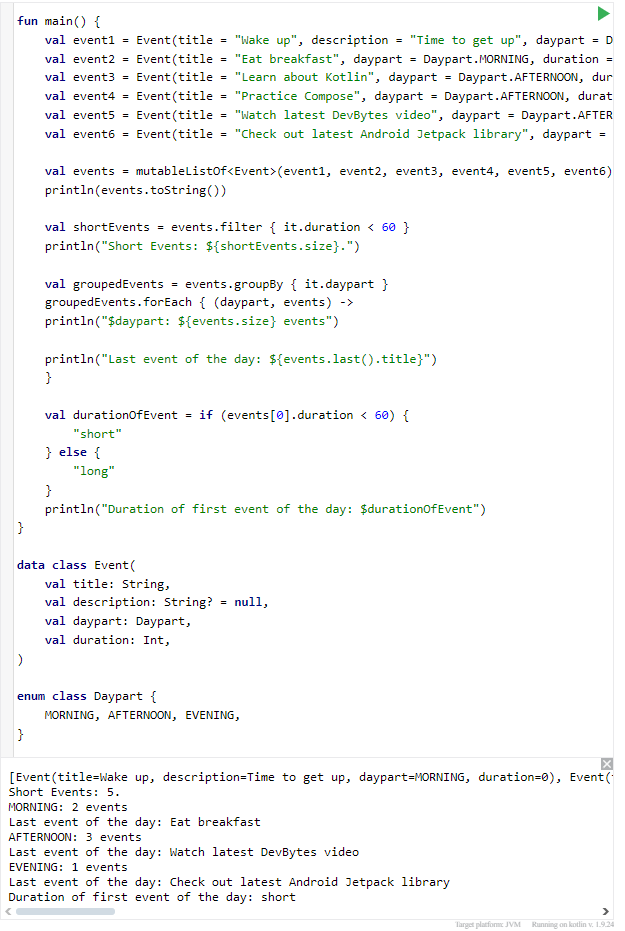 fun main() {
    val event1 = Event(title = "Wake up", description = "Time to get up", daypart = D
    val event2 = Event(title = "Eat breakfast", daypart = Daypart.MORNING, duration =
    val event3 = Event(title = "Learn about Kotlin", daypart = Daypart.AFTERNOON, dur
    val event4 = Event(title = "Practice Compose", daypart = Daypart.AFTERNOON, durat
    val event5 = Event(title = "Watch latest DevBytes video", daypart = Daypart.AFTER
    val event6 = Event(title = "Check out latest Android Jetpack library", daypart =
    val events = mutableListOf<Event>(event1, event2, event3, event4, event5, event6)
    println(events.toString())
    val shortEvents = events.filter { it.duration < 60 }
    println("Short Events: ${shortEvents.size}.")
    val groupedEvents = events.groupBy { it.daypart }
    groupedEvents.forEach { (daypart, events) ->
    println("$daypart: ${events.size} events")
    println("Last event of the day: ${events.last().title}")
    }
    val durationOfEvent = if (events[0].duration < 60) {
        "short"
    } else {
        "long"
    }
    println("Duration of first event of the day: $durationOfEvent")
}
data class Event(
    val title: String,
    val description: String? = null,
    val daypart: Daypart,
    val duration: Int,
)
enum class Daypart {
    MORNING, AFTERNOON, EVENING,
}
[Event(title=Wake up, description=Time to get up, daypart=MORNING, duration=0), Event(
Short Events: 5.
MORNING: 2 events
Last event of the day: Eat breakfast
AFTERNOON: 3 events
Last event of the day: Watch latest DevBytes video
EVENING: 1 events
Last event of the day: Check out latest Android Jetpack library
Duration of first event of the day: short
Target platform: JVM Running on kotlin v. 1.9.24